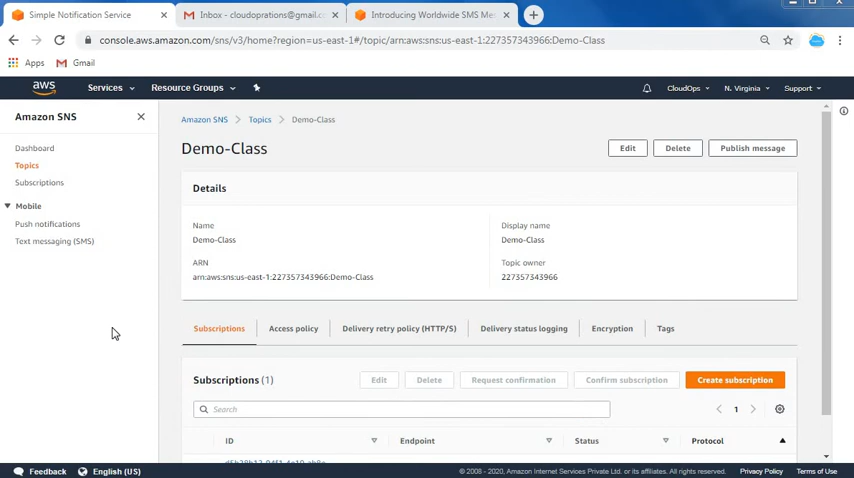 Simple Notification Service
Inbox - cloudoprations@gmail.c
Introducing Worldwide SMS Me
console.aws.amazon.com/sns/v3/home?region=us-east-1#/topic/arn:aws:sns:us-east-1:227357343966:Demo-Class
Apps Gmail
aws Services Resource Groups CloudOps N. Virginia Support
Amazon SNS
Dashboard
Topics
Subscriptions
Mobile
Push notifications
Text messaging (SMS)
Amazon SNS Topics Demo-Class
Demo-Class
Edit Delete Publish message
Details
Name
Demo-Class
Display name
Demo-Class
ARN
arn:aws:sns:us-east-1:227357343966:Demo-Class
Topic owner
227357343966
Subscriptions Access policy Delivery retry policy (HTTP/S) Delivery status logging Encryption Tags
Subscriptions (1)
Edit Delete Request confirmation Confirm subscription Create subscription
Search
1
ID Endpoint Status Protocol
Feedback English (US)
© 2008 - 2020, Amazon Internet Services Private Ltd. or its affiliates. All rights reserved. Privacy Policy Terms of Use